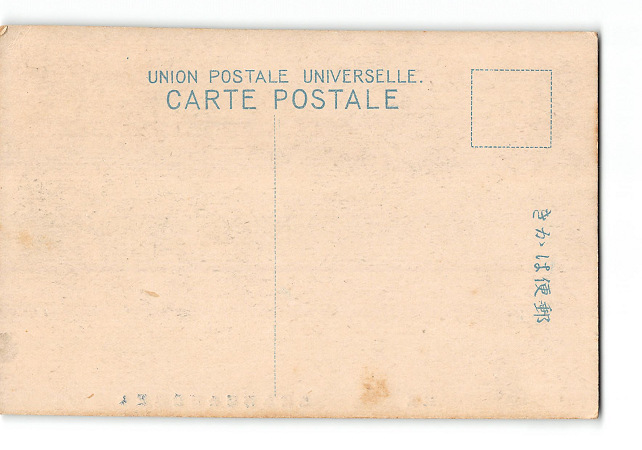 UNION POSTALE UNIVERSELLE.
CARTE POSTALE
きかは便郵